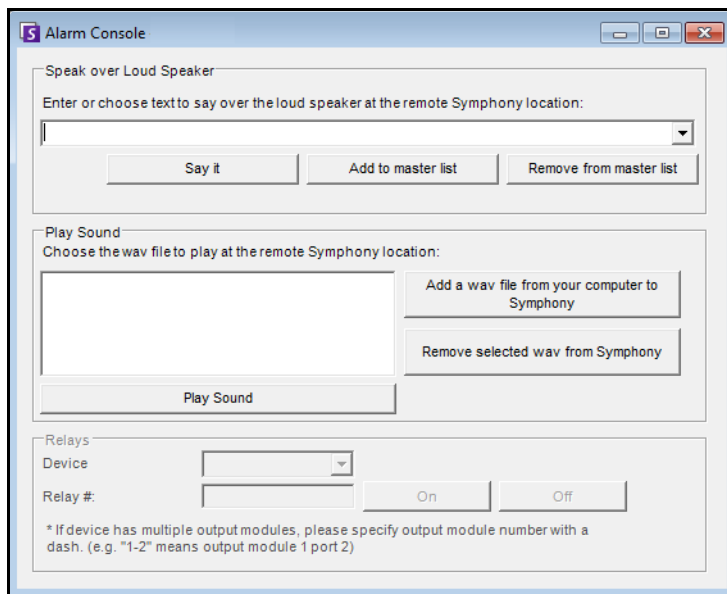 Alarm Console
Speak over Loud Speaker
Enter or choose text to say over the loud speaker at the remote Symphony location:
Say it
Add to master list
Remove from master list
Play Sound
Choose the wav file to play at the remote Symphony location:
Add a wav file from your computer to
Symphony
Remove selected wav from Symphony
Play Sound
Relays
Device
Relay #:
On
Off
* If device has multiple output modules, please specify output module number with a
dash. (e.g. "1-2" means output module 1 port 2)